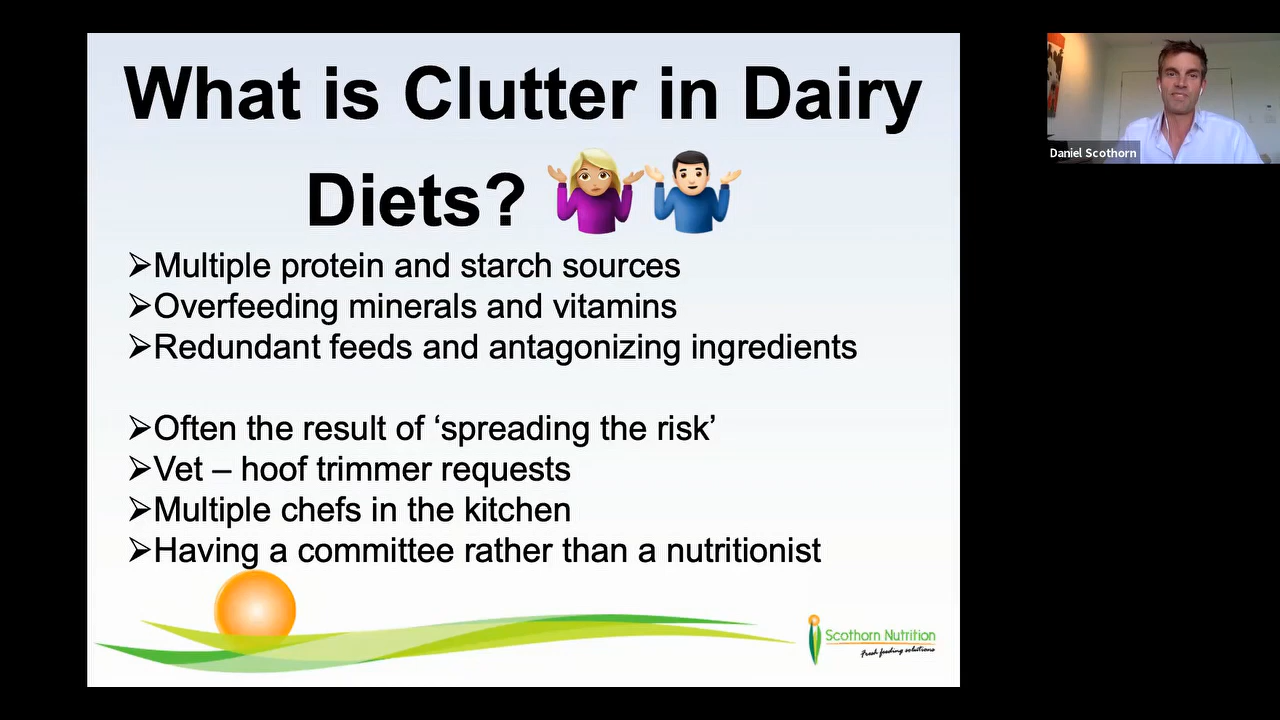 What is Clutter in Dairy
Diets? 🤷🏼‍♀️🤷🏻‍♂️
➢Multiple protein and starch sources
➢Overfeeding minerals and vitamins
➢Redundant feeds and antagonizing ingredients
➢Often the result of ‘spreading the risk’
➢Vet – hoof trimmer requests
➢Multiple chefs in the kitchen
➢Having a committee rather than a nutritionist
Scothorn Nutrition
Fresh feeding solutions
Daniel Scothorn